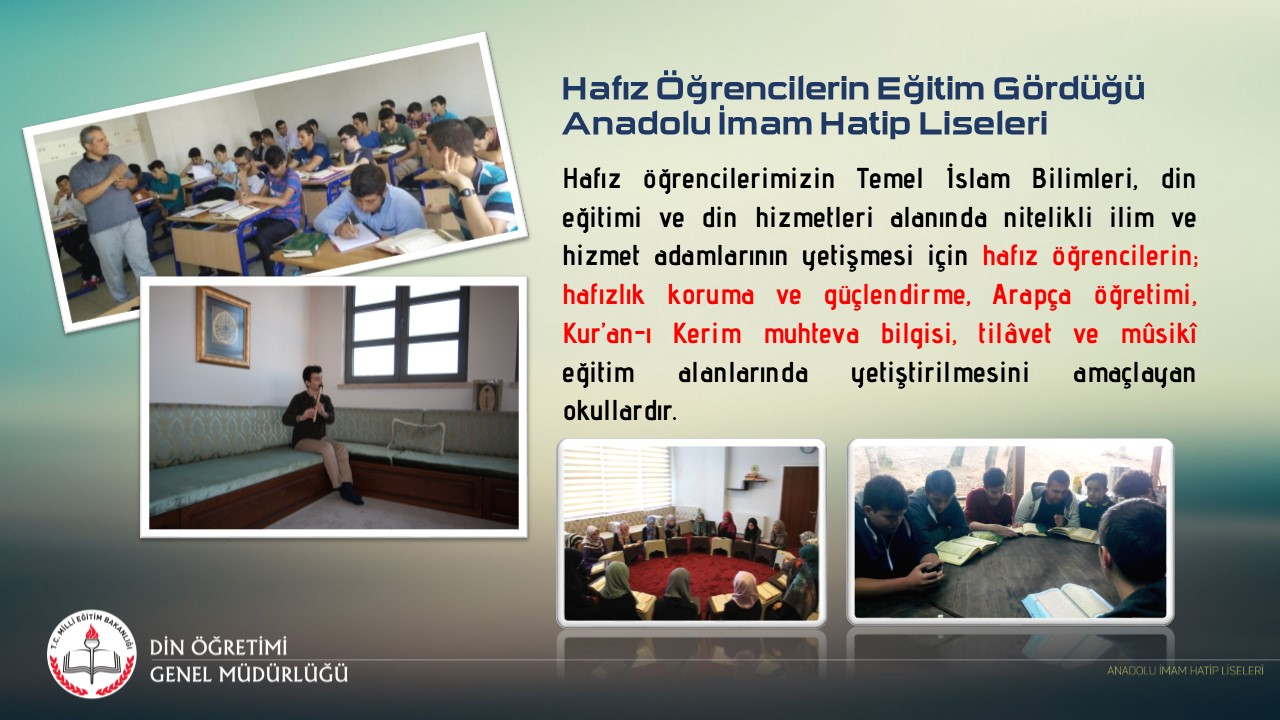 Hafız Öğrencilerin Eğitim Gördüğü
Anadolu İmam Hatip Liseleri
Hafız öğrencilerimizin Temel İslam Bilimleri, din
eğitimi ve din hizmetleri alanında nitelikli ilim ve
hizmet adamlarının yetişmesi için hafız öğrencilerin;
hafızlık koruma ve güçlendirme, Arapça öğretimi,
Kur’an-ı Kerim muhteva bilgisi, tilâvet ve mûsikî
eğitim alanlarında yetiştirilmesini amaçlayan
okullardır.
T.C. MİLLİ EĞİTİM BAKANLIĞI
DİN ÖĞRETİMİ
GENEL MÜDÜRLÜĞÜ
ANADOLU İMAM HATİP LİSELERİ